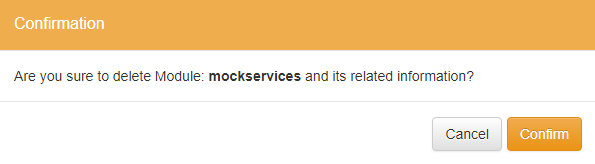 Confirmation
Are you sure to delete Module: mockservices and its related information?
Cancel Confirm